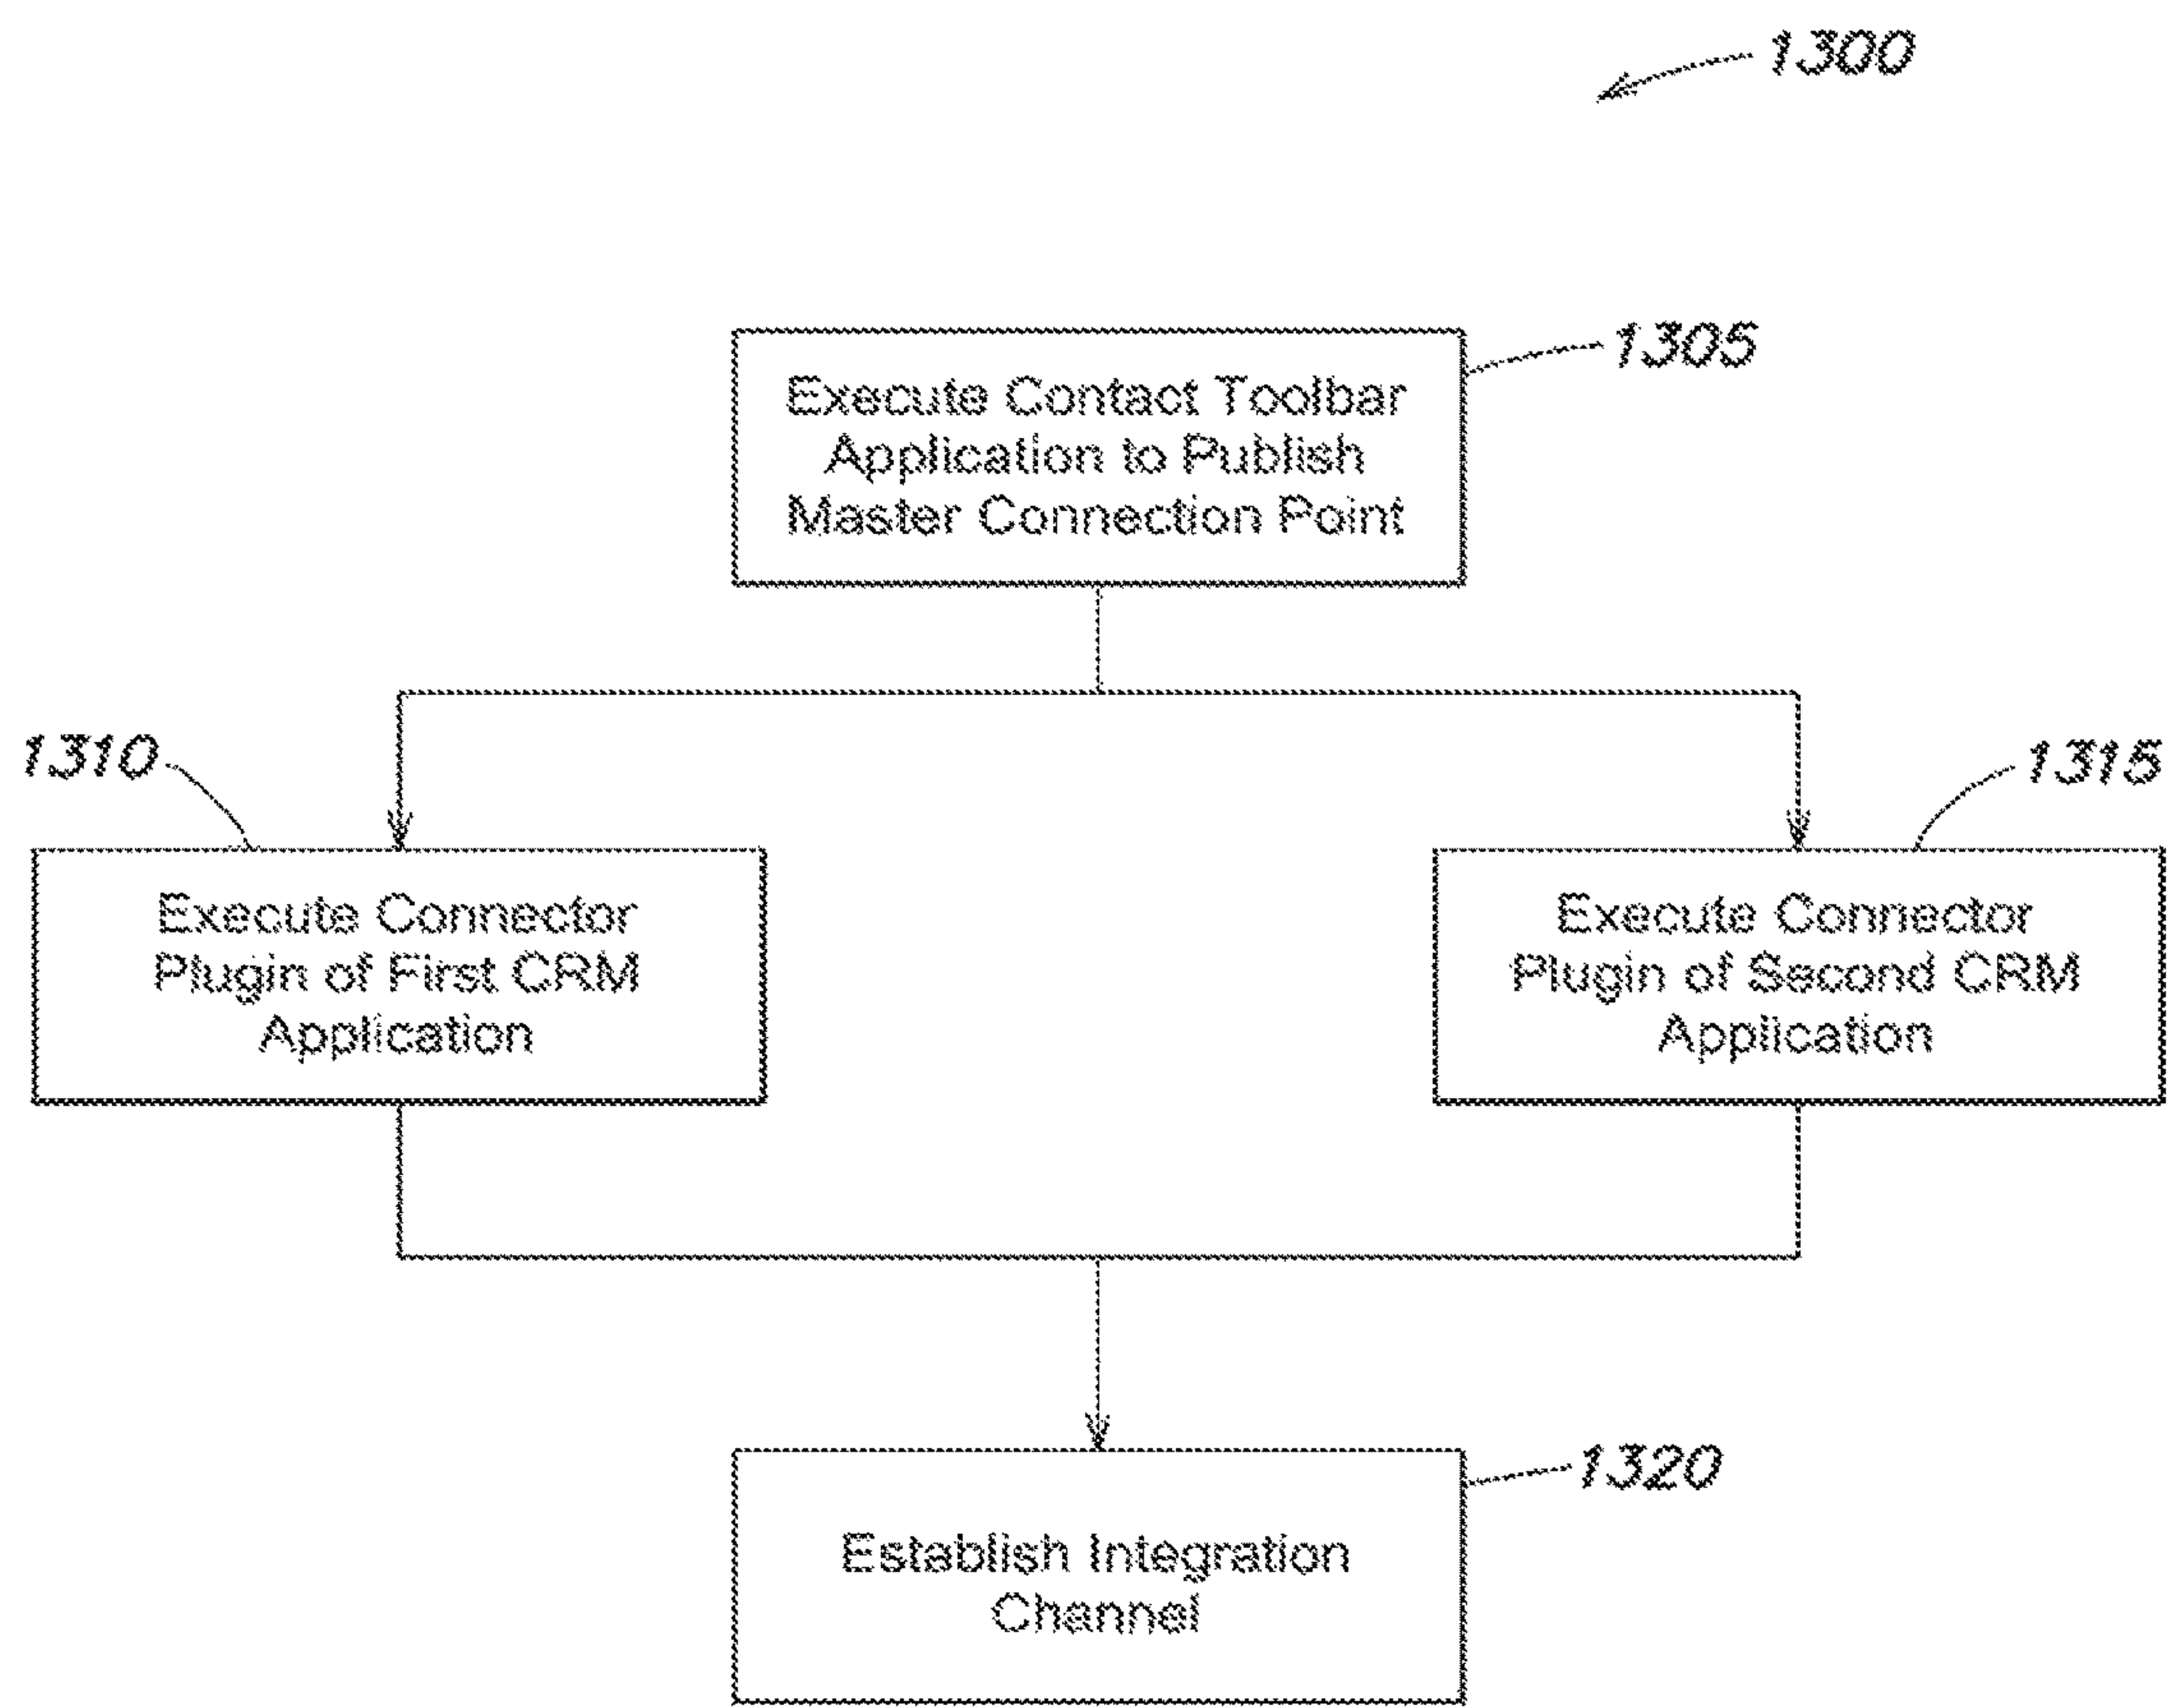 1300
1305
Execute Contact Toolbar
Application to Publish
Master Connection Point
1310
1315
Execute Connector
Plugin of First CRM
Application
Execute Connector
Plugin of Second CRM
Application
1320
Establish Integration
Channel